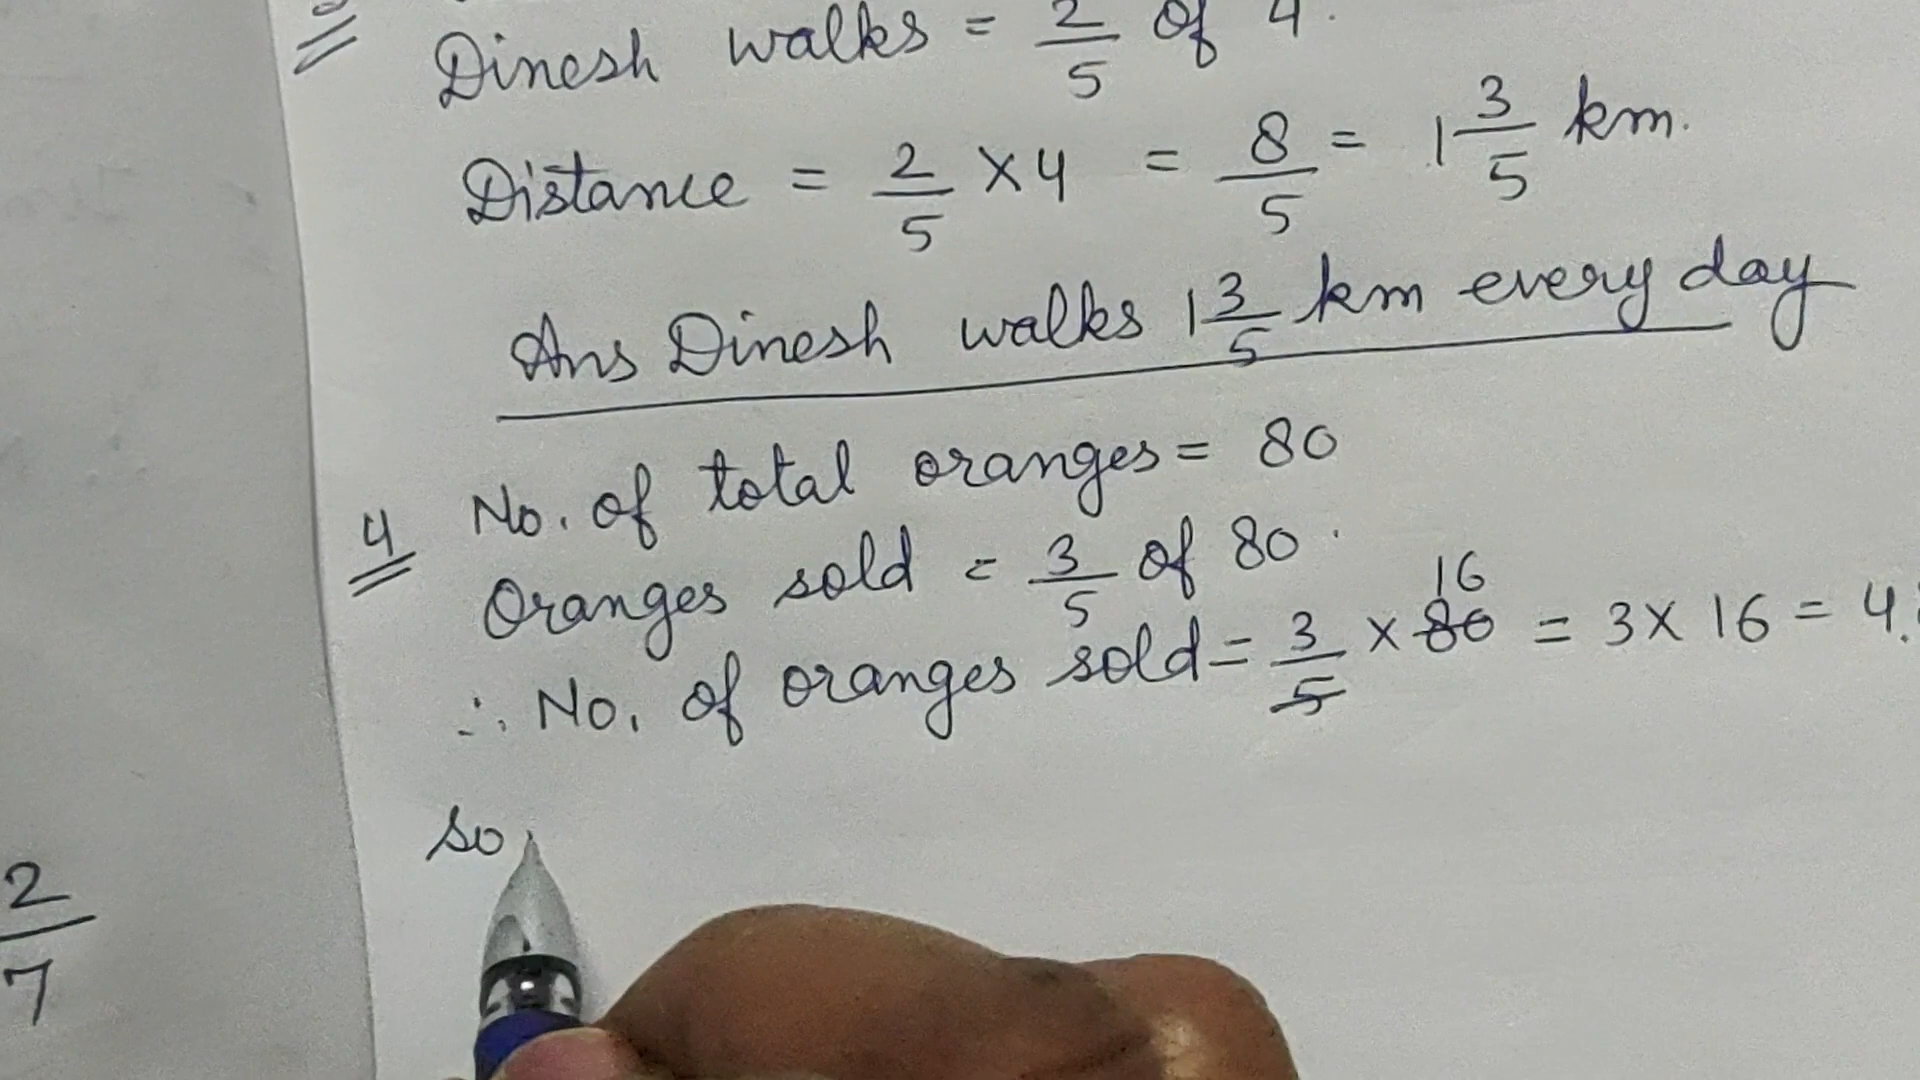 Dinesh walks = 2/5 of 4.
Distance = 2/5 × 4 = 8/5 = 1 3/5 km.
Ans Dinesh walks 1 3/5 km every day
4 No. of total oranges = 80
Oranges sold = 3/5 of 80.
∴ No. of oranges sold = 3/5 × 80 16 = 3 × 16 = 4
so
2/7